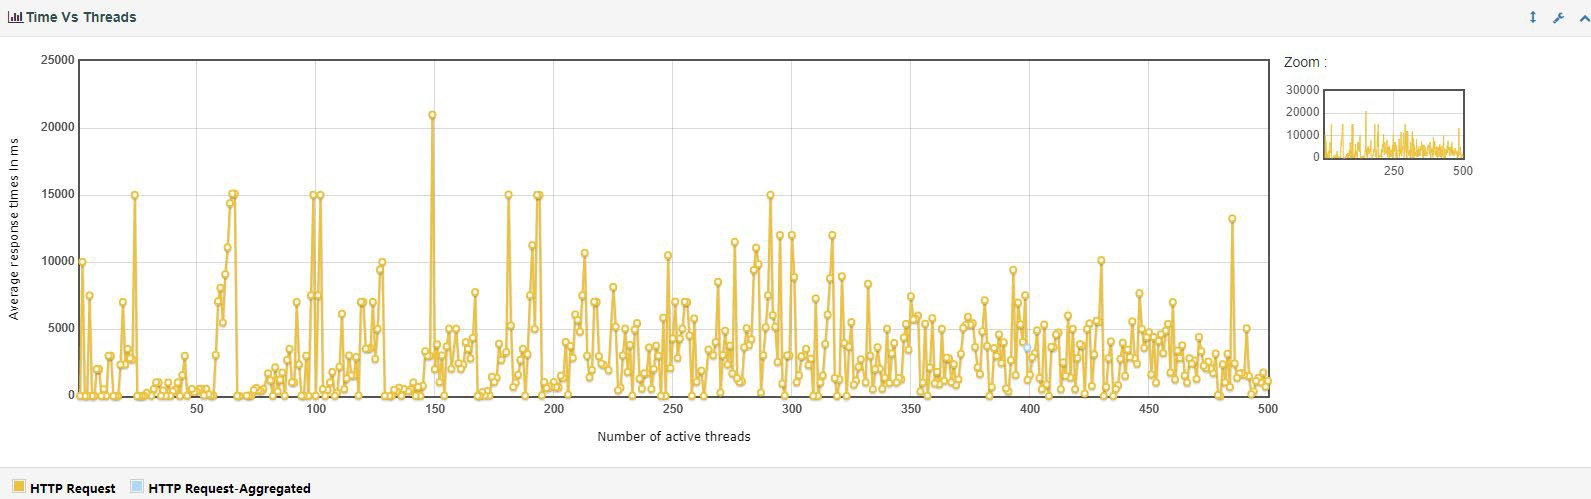 Time Vs Threads
25000
20000
15000
10000
5000
0
Average response times in ms
50 100 150 200 250 300 350 400 450 500
Number of active threads
Zoom :
30000
20000
10000
0
250 500
HTTP Request HTTP Request-Aggregated